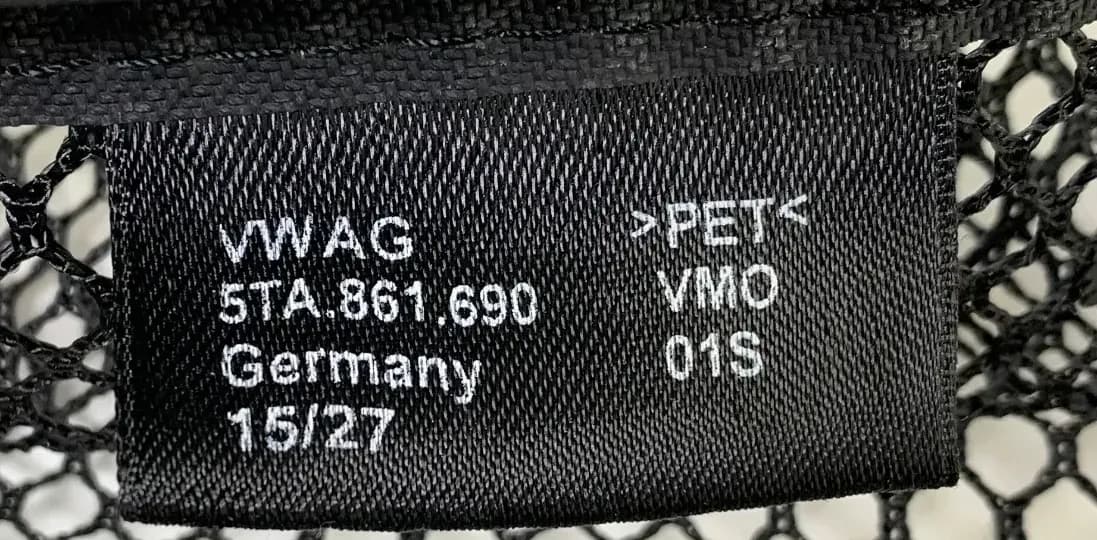 VWAG
5TA.861.690
Germany
15/27
>PET<
VMO
01S